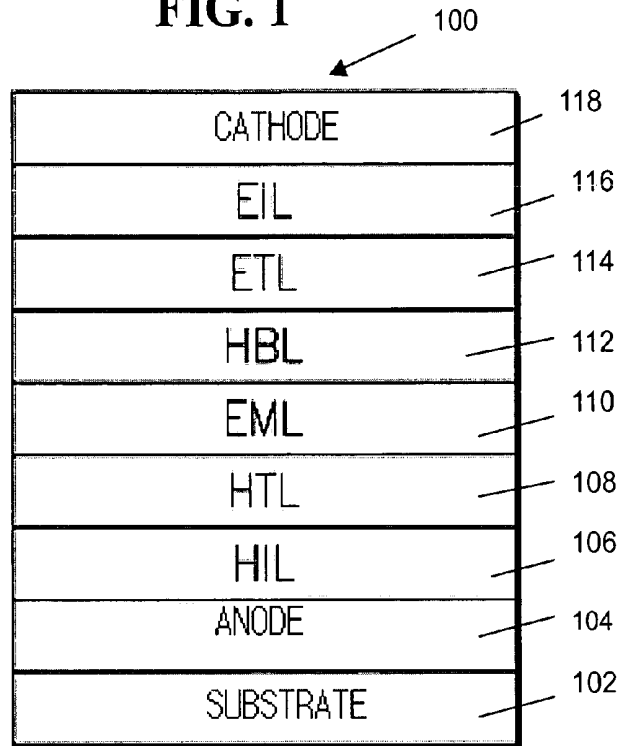 FIG. 1
100
CATHODE 118
EIL 116
ETL 114
HBL 112
EML 110
HTL 108
HIL 106
ANODE 104
SUBSTRATE 102